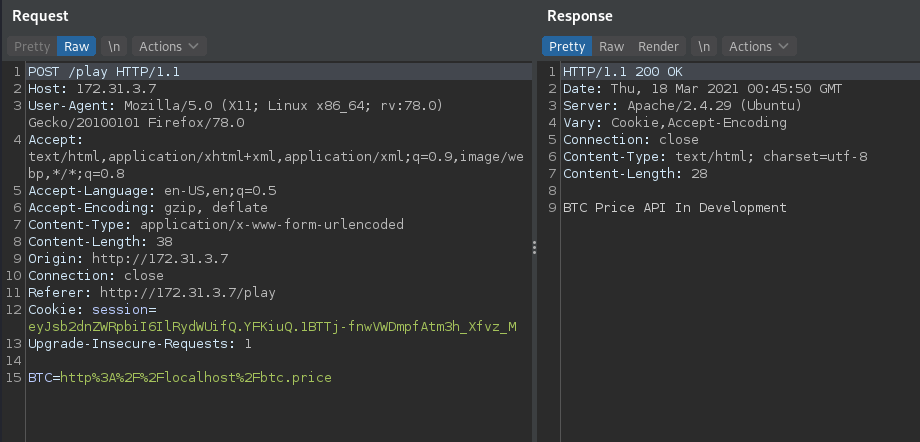 Request
Pretty Raw \n Actions
1 POST /play HTTP/1.1
2 Host: 172.31.3.7
3 User-Agent: Mozilla/5.0 (X11; Linux x86_64; rv:78.0)
Gecko/20100101 Firefox/78.0
4 Accept:
text/html,application/xhtml+xml,application/xml;q=0.9,image/we
bp,*/*;q=0.8
5 Accept-Language: en-US,en;q=0.5
6 Accept-Encoding: gzip, deflate
7 Content-Type: application/x-www-form-urlencoded
8 Content-Length: 38
9 Origin: http://172.31.3.7
10 Connection: close
11 Referer: http://172.31.3.7/play
12 Cookie: session=
eyJsb2dnZWRpbiI6IlRydWUifQ.YFKiuQ.1BTTj-fnwVWDmpfAtm3h_Xfvz_M
13 Upgrade-Insecure-Requests: 1
14
15 BTC=http%3A%2F%2Flocalhost%2Fbtc.price
Response
Pretty Raw Render \n Actions
1 HTTP/1.1 200 OK
2 Date: Thu, 18 Mar 2021 00:45:50 GMT
3 Server: Apache/2.4.29 (Ubuntu)
4 Vary: Cookie,Accept-Encoding
5 Connection: close
6 Content-Type: text/html; charset=utf-8
7 Content-Length: 28
8
9 BTC Price API In Development